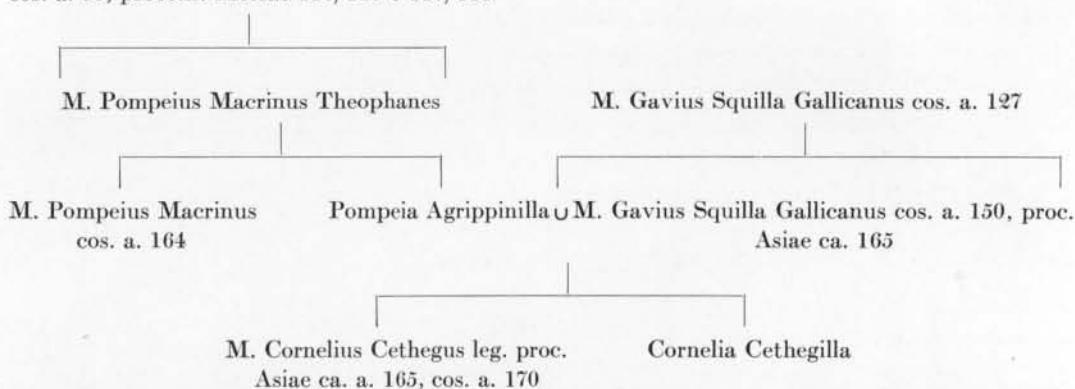 M. Pompeius Macrinus Theophanes M. Gavius Squilla Gallicanus cos. a. 127
M. Pompeius Macrinus Pompeia Agrippinilla ∪ M. Gavius Squilla Gallicanus cos. a. 150, proc.
cos. a. 164 Asiae ca. 165
M. Cornelius Cethegus leg. proc. Cornelia Cethegilla
Asiae ca. a. 165, cos. a. 170